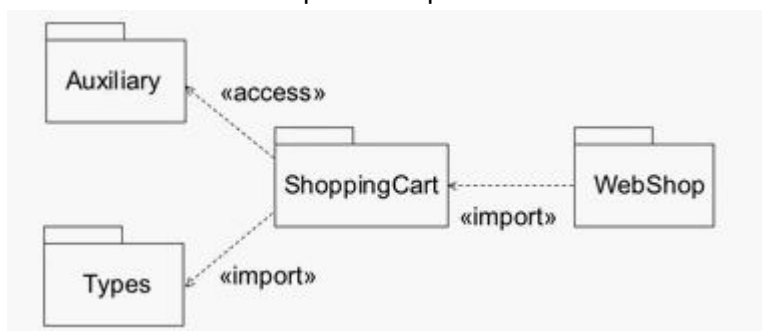 Auxiliary
«access»
ShoppingCart
WebShop
«import»
Types
«import»